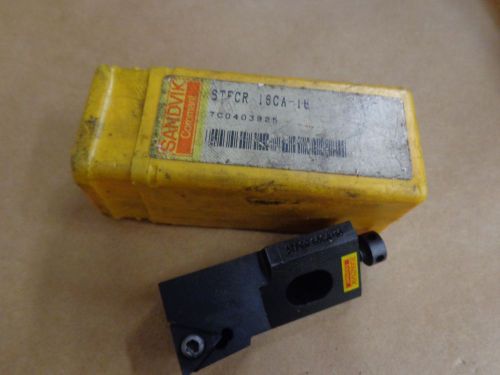 SANDVIK
Coromant
STFCR 16CA-16
7C0403925